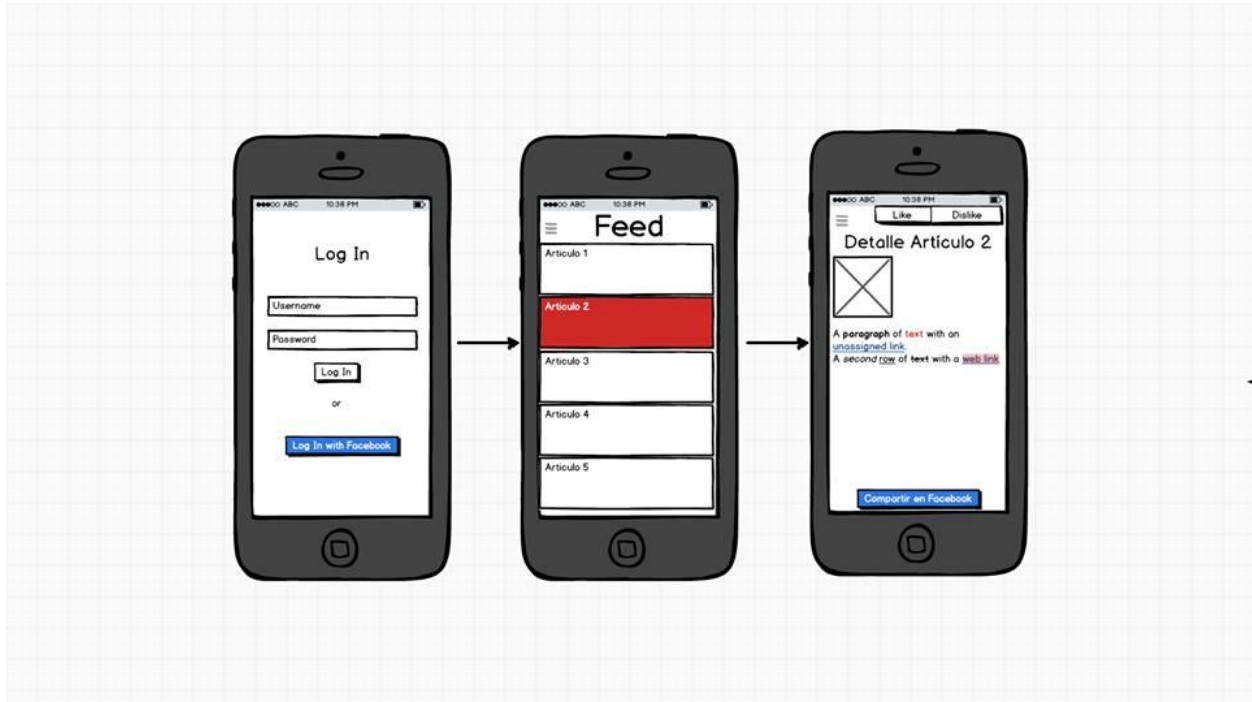 ABC 10:38 PM
Log In
Username
Password
Log In
or
Log In with Facebook
ABC 10:38 PM
Feed
Articulo 1
Articulo 2
Articulo 3
Articulo 4
Articulo 5
ABC 10:38 PM
Like Dislike
Detalle Artículo 2
A paragraph of text with an
unassigned link.
A second row of text with a web link
Compartir en Facebook